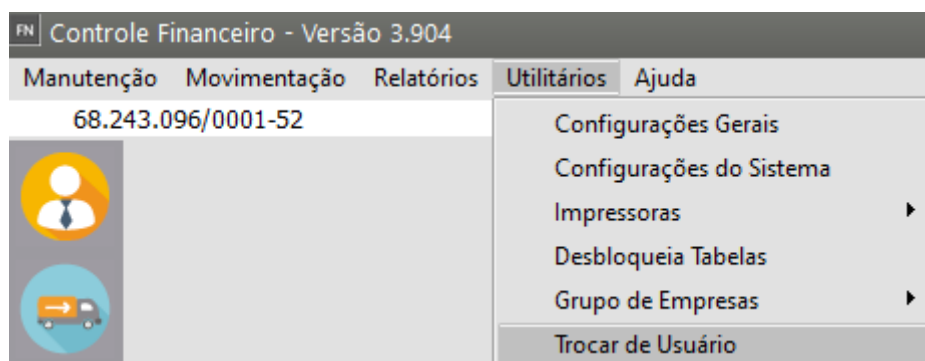 FN Controle Financeiro - Versão 3.904
Manutenção Movimentação Relatórios Utilitários Ajuda
68.243.096/0001-52
Configurações Gerais
Configurações do Sistema
Impressoras
Desbloqueia Tabelas
Grupo de Empresas
Trocar de Usuário